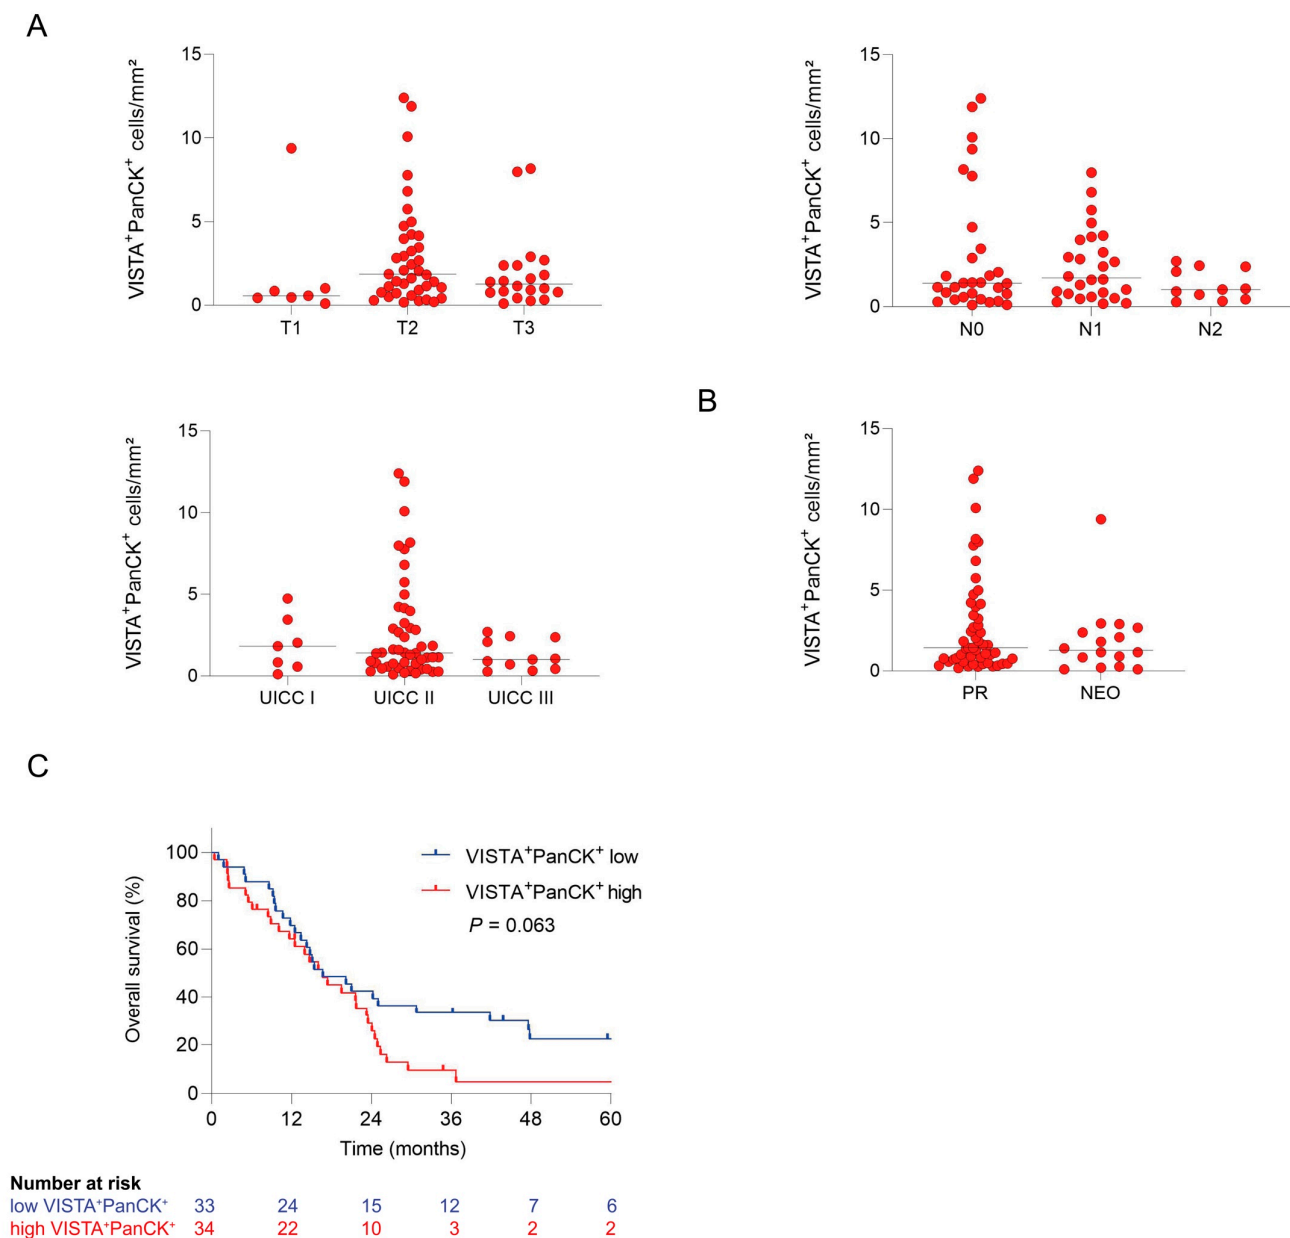 A
VISTA⁺PanCK⁺ cells/mm²
15
10
5
0
T1 T2 T3
VISTA⁺PanCK⁺ cells/mm²
15
10
5
0
N0 N1 N2
VISTA⁺PanCK⁺ cells/mm²
15
10
5
0
UICC I UICC II UICC III
B
VISTA⁺PanCK⁺ cells/mm²
15
10
5
0
PR NEO
C
Overall survival (%)
100
80
60
40
20
0
0 12 24 36 48 60
Time (months)
VISTA⁺PanCK⁺ low
VISTA⁺PanCK⁺ high
P = 0.063
Number at risk
low VISTA⁺PanCK⁺ 33 24 15 12 7 6
high VISTA⁺PanCK⁺ 34 22 10 3 2 2